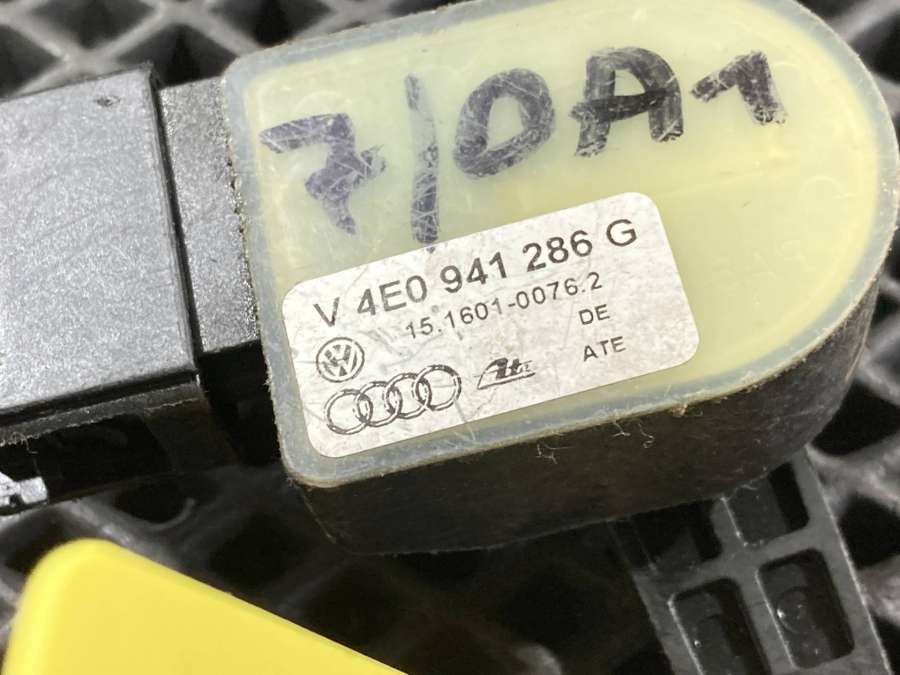 7/0A1
V 4E0 941 286 G
15.1601-0076.2
DE
ATE